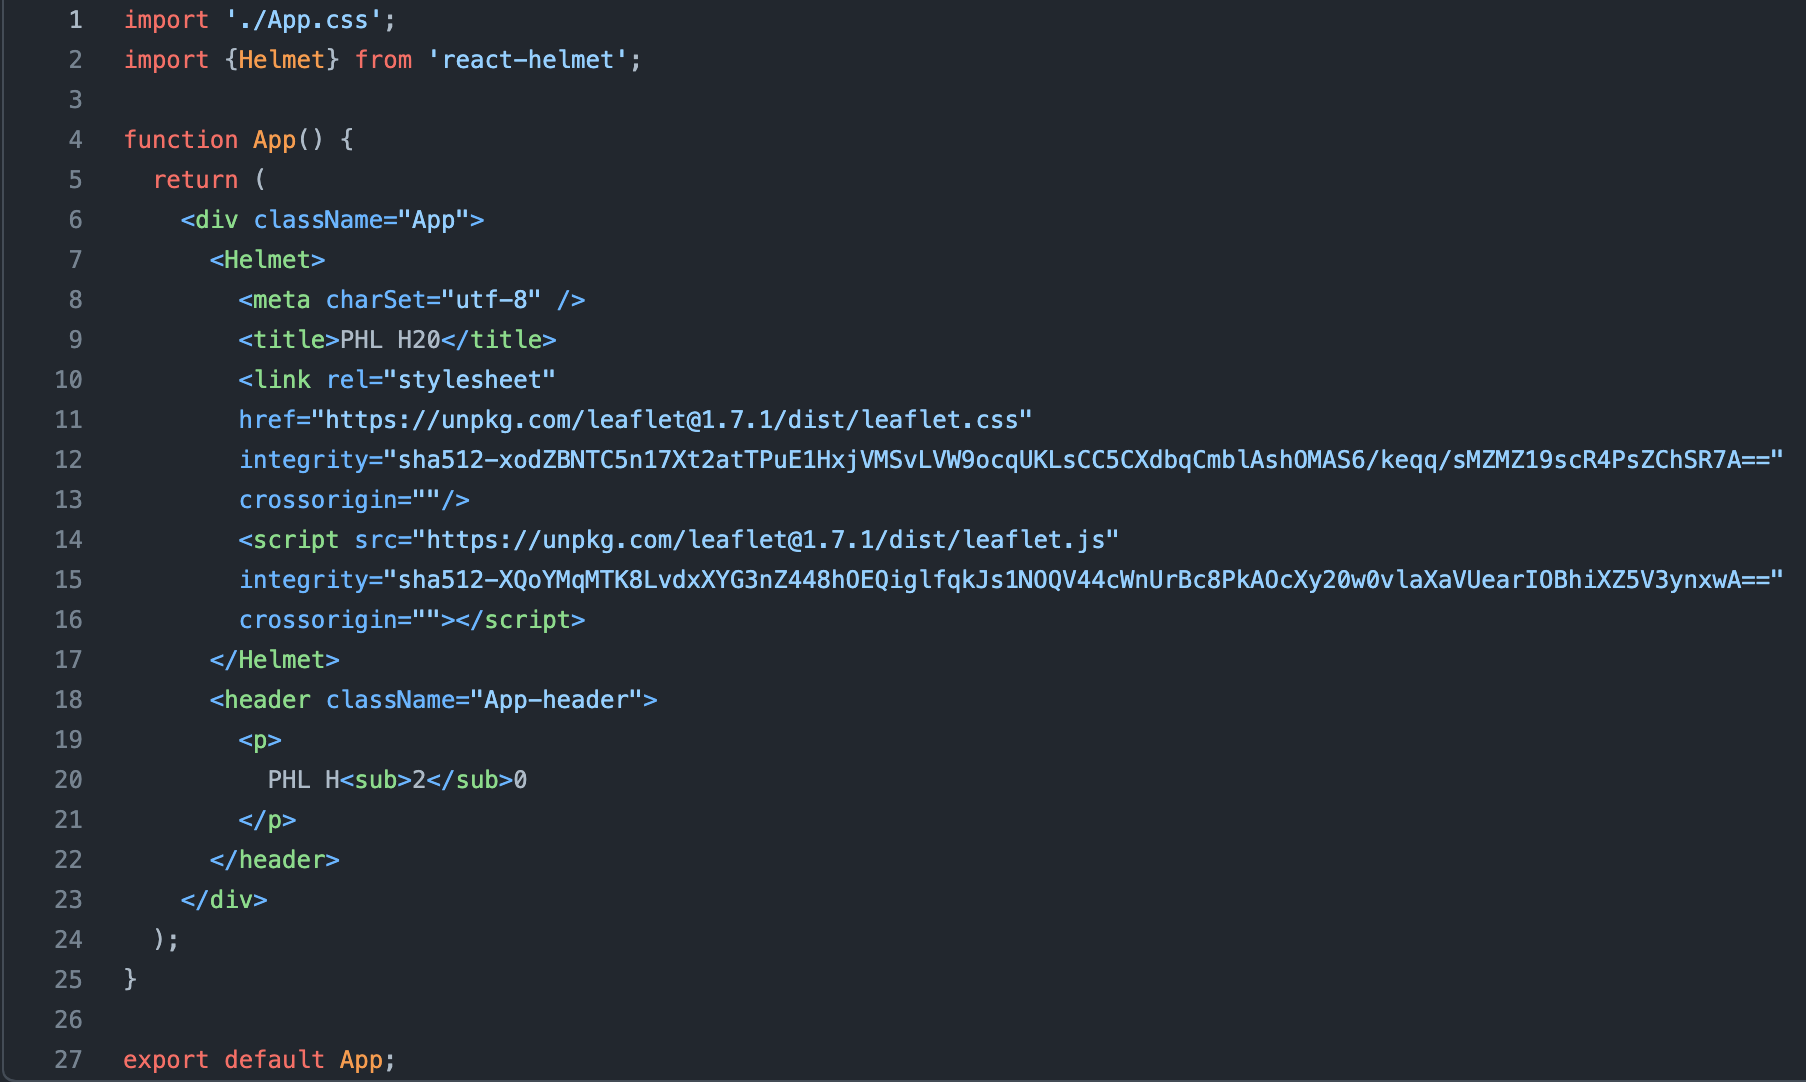 1 import './App.css';
2 import {Helmet} from 'react-helmet';
3
4 function App() {
5   return (
6     <div className="App">
7       <Helmet>
8         <meta charSet="utf-8" />
9         <title>PHL H20</title>
10         <link rel="stylesheet"
11         href="https://unpkg.com/leaflet@1.7.1/dist/leaflet.css"
12         integrity="sha512-xodZBNTC5n17Xt2atTPuE1HxjVMSvLVW9ocqUKLsCC5CXdbqCmblAshOMAS6/keqq/sMZMZ19scR4PsZChSR7A=="
13         crossorigin=""/>
14         <script src="https://unpkg.com/leaflet@1.7.1/dist/leaflet.js"
15         integrity="sha512-XQoYMqMTK8LvdxXYG3nZ448hOEQiglfqkJs1NOQV44cWnUrBc8PkAOcXy20w0vlaXaVUearIOBhiXZ5V3ynxwA=="
16         crossorigin=""></script>
17       </Helmet>
18       <header className="App-header">
19         <p>
20           PHL H<sub>2</sub>0
21         </p>
22       </header>
23     </div>
24   );
25 }
26
27 export default App;